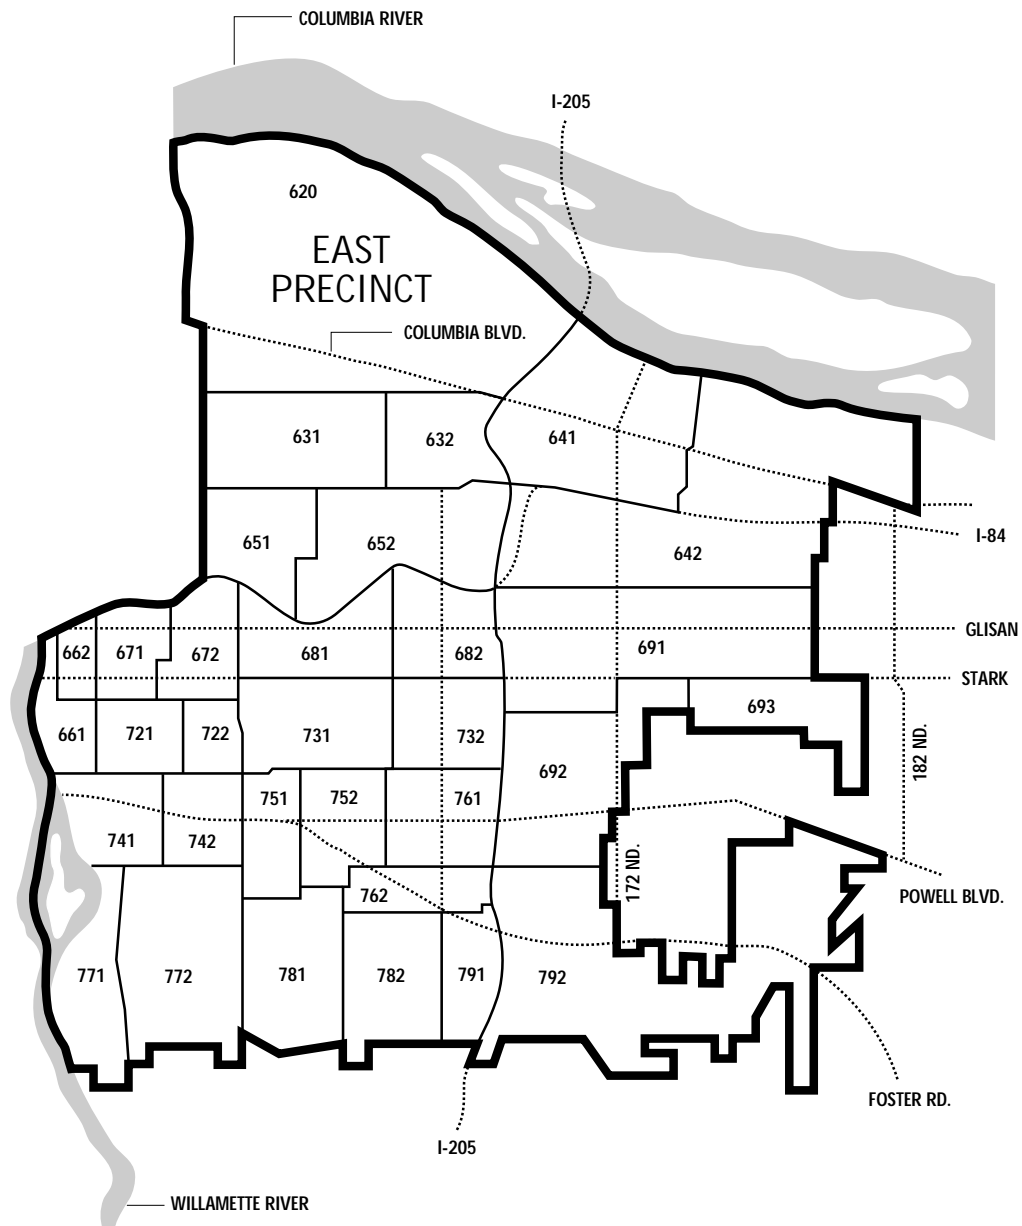 COLUMBIA RIVER
I-205
620
EAST
PRECINCT
COLUMBIA BLVD.
631
632
641
651
652
I-84
642
GLISAN
662
671
672
681
682
691
STARK
693
661
721
722
731
732
692
182 ND.
751
752
761
741
742
172 ND.
762
POWELL BLVD.
771
772
781
782
791
792
FOSTER RD.
I-205
WILLAMETTE RIVER